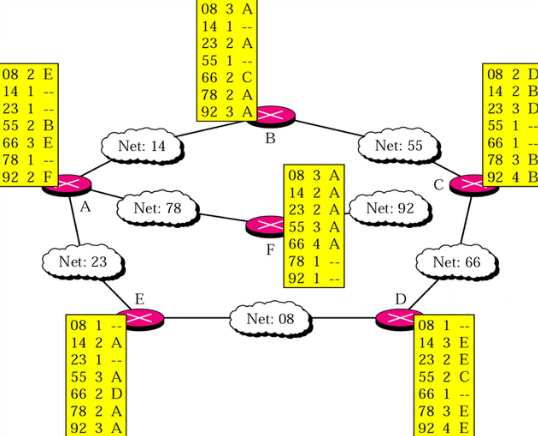 08 3 A
14 1 --
23 2 A
55 1 --
66 2 C
78 2 A
92 3 A
08 2 E
14 1 --
23 1 --
55 2 B
66 3 E
78 1 --
92 2 F
08 2 D
14 2 B
23 3 D
55 1 --
66 1 --
78 3 B
92 4 B
B
Net: 14
Net: 55
A
C
08 3 A
14 2 A
23 2 A
55 3 A
66 4 A
78 1 --
92 1 --
Net: 78
Net: 92
F
Net: 23
Net: 66
E
D
Net: 08
08 1 --
14 2 A
23 1 --
55 3 A
66 2 D
78 2 A
92 3 A
08 1 --
14 3 E
23 2 E
55 2 C
66 1 --
78 3 E
92 4 E